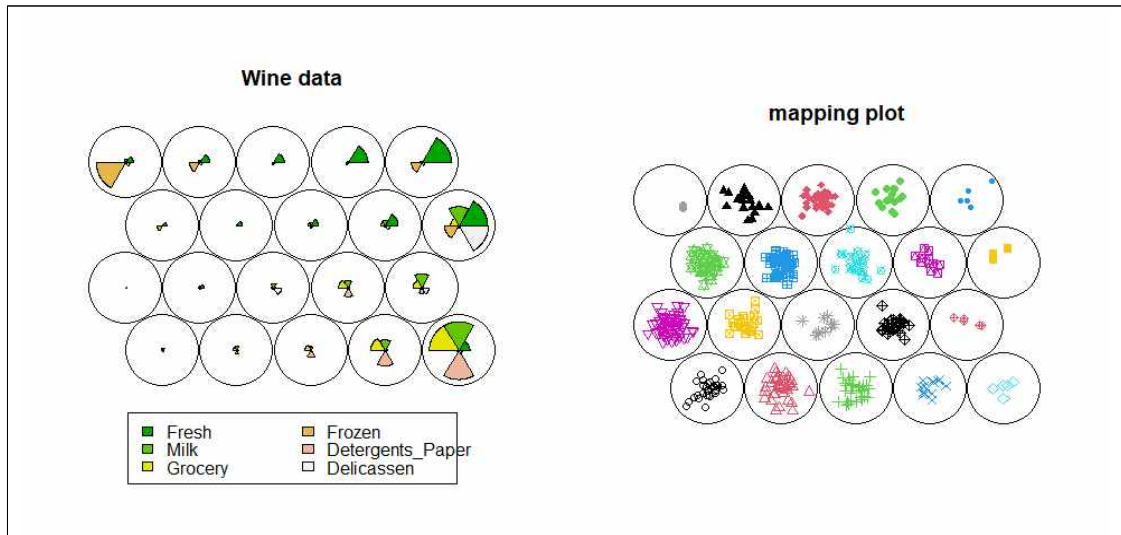 Wine data
mapping plot
Fresh
Frozen
Milk
Detergents_Paper
Grocery
Delicassen